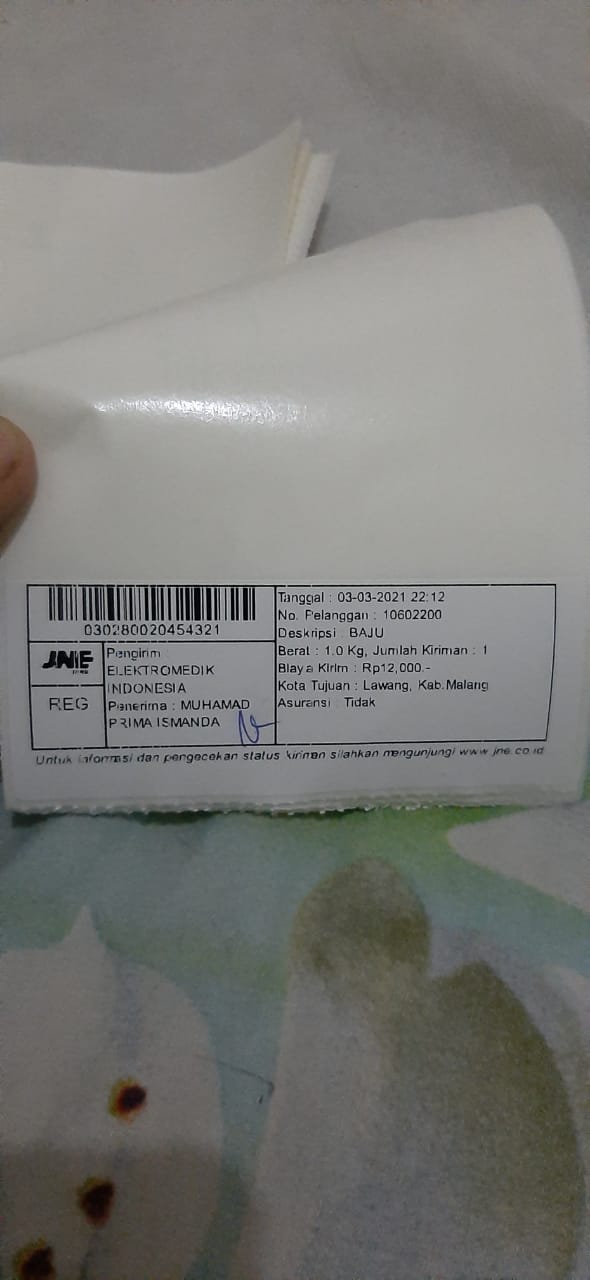 030280020454321
JNE
REG
Pengirim :
ELEKTROMEDIK
INDONESIA
Penerima : MUHAMAD
PRIMA ISMANDA
Tanggal : 03-03-2021 22:12
No. Pelanggan : 10602200
Deskripsi : BAJU
Berat : 1.0 Kg, Jumlah Kiriman : 1
Biaya Kirim : Rp12,000.-
Kota Tujuan : Lawang, Kab.Malang
Asuransi : Tidak
Untuk informasi dan pengecekan status kiriman silahkan mengunjungi www.jne.co.id